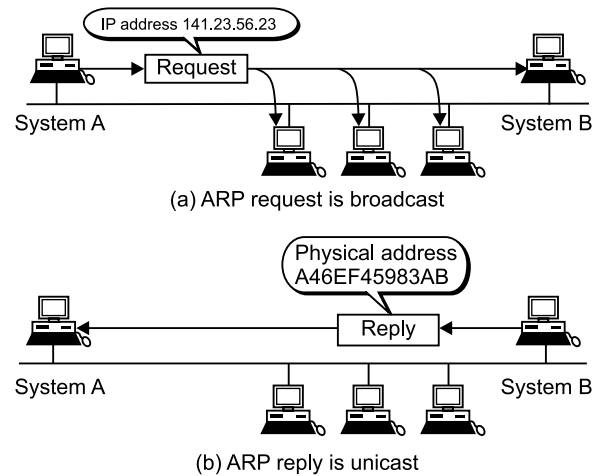 IP address 141.23.56.23
Request
System A
System B
(a) ARP request is broadcast
Physical address
A46EF45983AB
Reply
System A
System B
(b) ARP reply is unicast